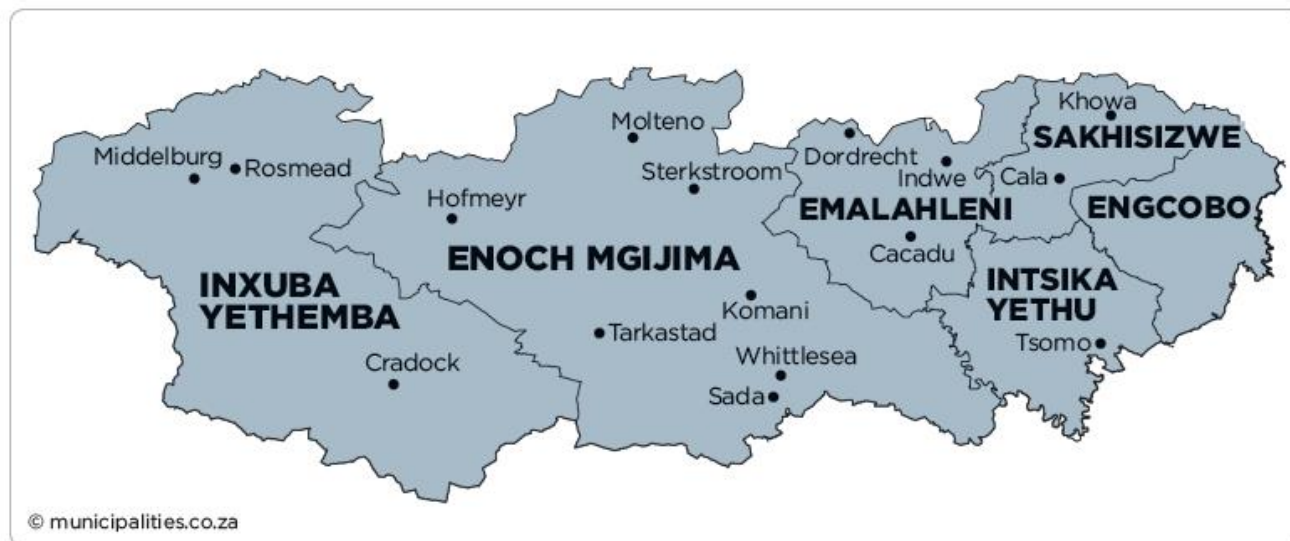 Khowa
Molteno
SAKHISIZWE
Middelburg
Rosmead
Dordrecht
Sterkstroom
Indwe
Cala
Hofmeyr
EMALAHLENI
ENGCOBO
Cacadu
ENOCH MGIJIMA
INXUBA
YETHEMBA
INTSIKA
YETHU
Komani
Tarkastad
Tsomo
Whittlesea
Cradock
Sada
© municipalities.co.za